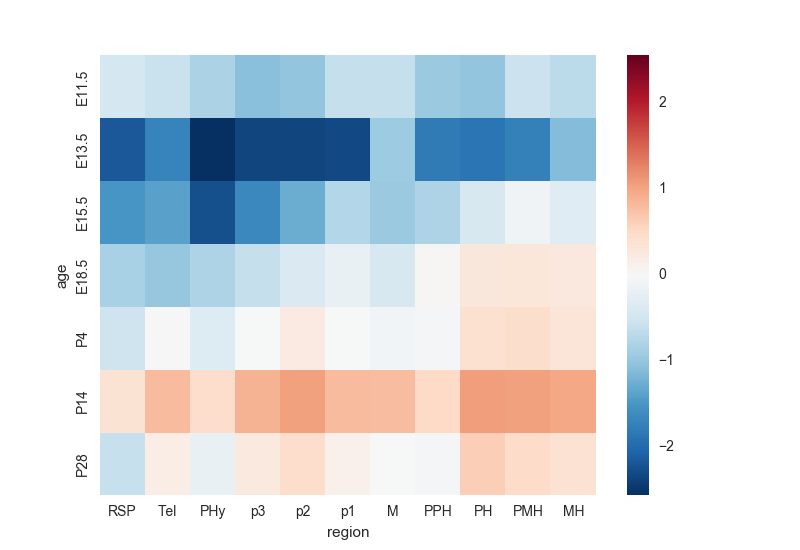 E11.5
E13.5
E15.5
E18.5
P4
P14
P28
age
RSP Tel PHy p3 p2 p1 M PPH PH PMH MH
region
2
1
0
−1
−2